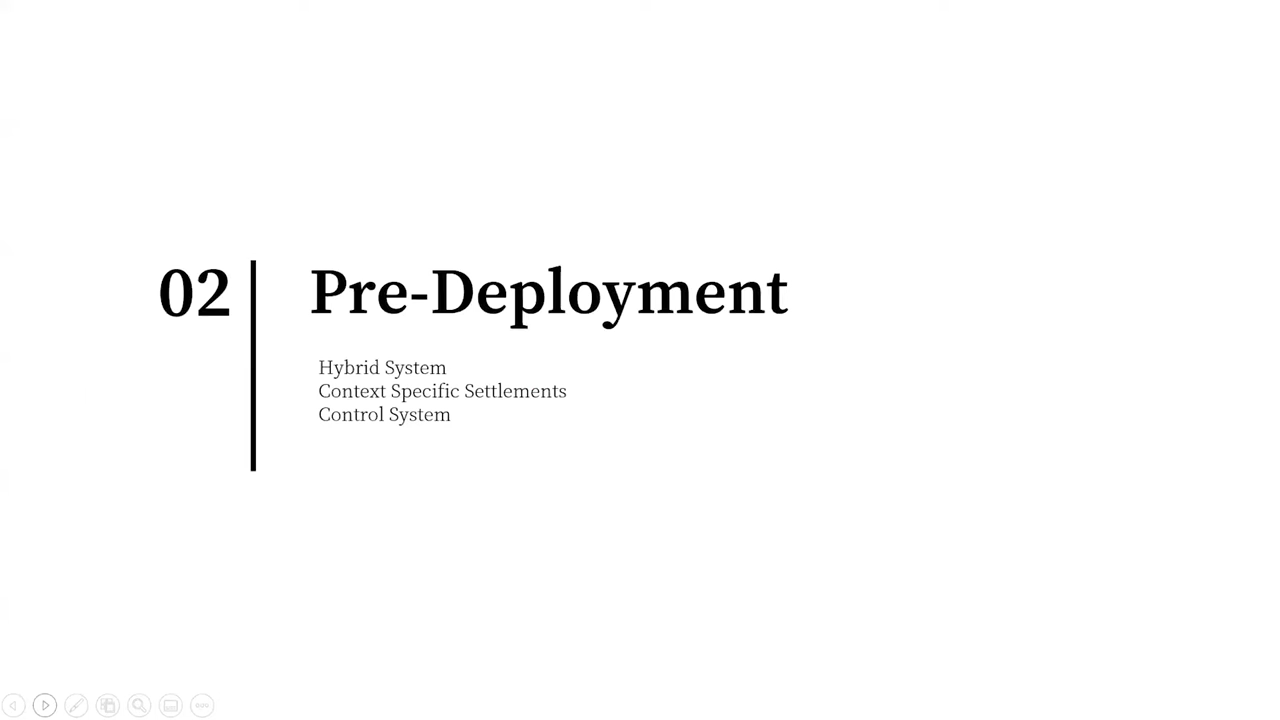 02
Pre-Deployment
Hybrid System
Context Specific Settlements
Control System